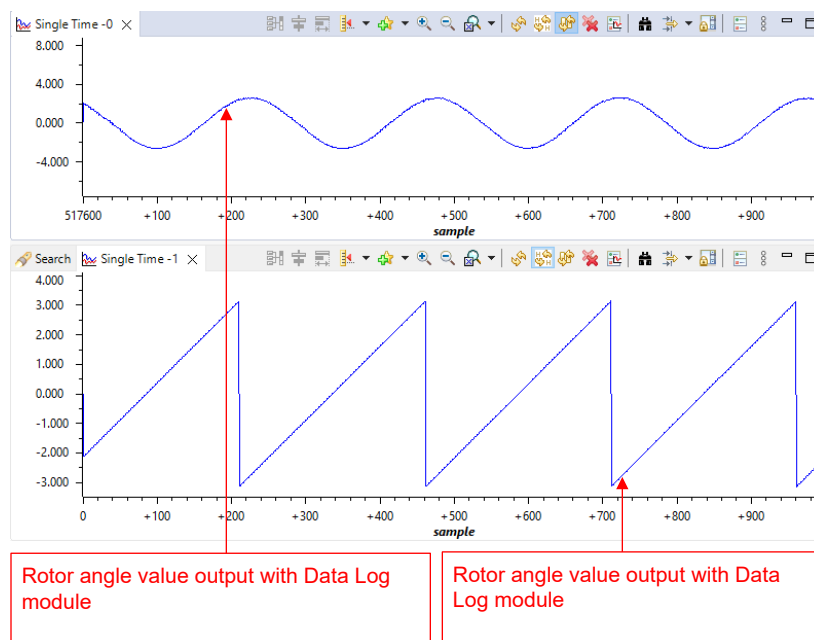 Single Time -0
8.000
4.000
0.000
-4.000
517600 +100 +200 +300 +400 +500 +600 +700 +800 +900
sample
Search Single Time -1
4.000
3.000
2.000
1.000
0.000
-1.000
-2.000
-3.000
0 +100 +200 +300 +400 +500 +600 +700 +800 +900
sample
Rotor angle value output with Data Log
module
Rotor angle value output with Data
Log module